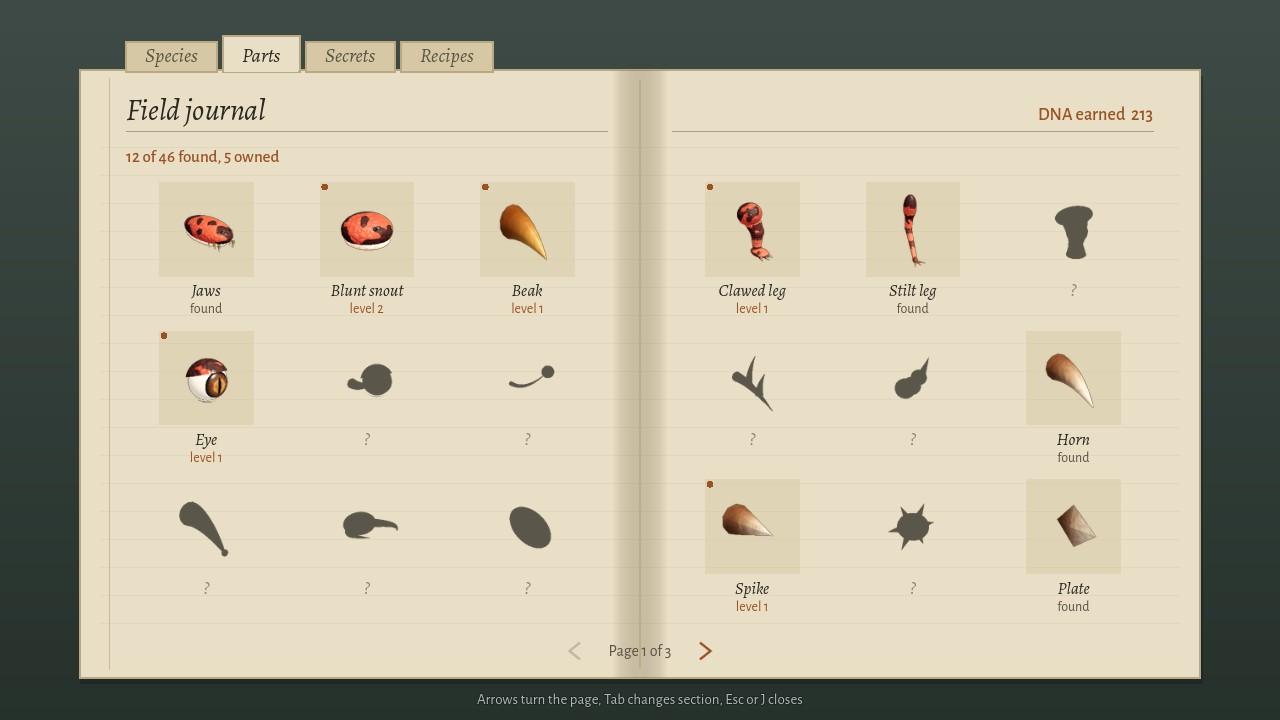 Species
Parts
Secrets
Recipes
Field journal
DNA earned 213
12 of 46 found, 5 owned
Jaws
found
Blunt snout
level 2
Beak
level 1
Clawed leg
level 1
Stilt leg
found
?
Eye
level 1
?
?
?
?
Horn
found
?
?
?
Spike
level 1
?
Plate
found
Page 1 of 3
Arrows turn the page, Tab changes section, Esc or J closes